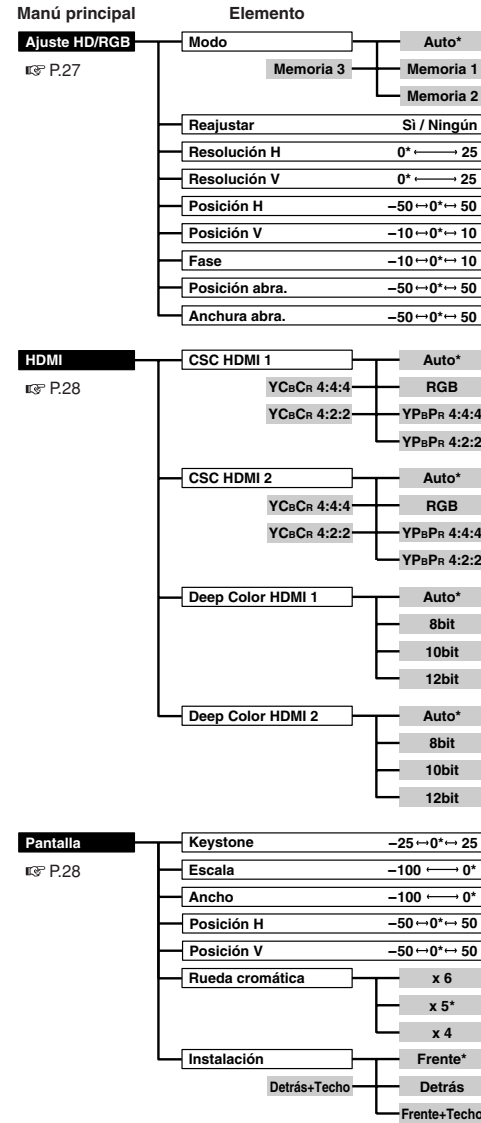 Manú principal Elemento
Ajuste HD/RGB Modo Auto*
☞ P.27 Memoria 3 Memoria 1
Memoria 2
Reajustar Sì / Ningún
Resolución H 0* ⟷ 25
Resolución V 0* ⟷ 25
Posición H −50↔0*↔ 50
Posición V −10↔0*↔ 10
Fase −10↔0*↔ 10
Posición abra. −50↔0*↔ 50
Anchura abra. −50↔0*↔ 50
HDMI CSC HDMI 1 Auto*
☞ P.28 YCBCR 4:4:4 RGB
YCBCR 4:2:2 YPBPR 4:4:4
YPBPR 4:2:2
CSC HDMI 2 Auto*
YCBCR 4:4:4 RGB
YCBCR 4:2:2 YPBPR 4:4:4
YPBPR 4:2:2
Deep Color HDMI 1 Auto*
8bit
10bit
12bit
Deep Color HDMI 2 Auto*
8bit
10bit
12bit
Pantalla Keystone −25↔0*↔ 25
☞ P.28 Escala −100 ⟷ 0*
Ancho −100 ⟷ 0*
Posición H −50↔0*↔ 50
Posición V −50↔0*↔ 50
Rueda cromática x 6
x 5*
x 4
Instalación Frente*
Detrás+Techo Detrás
Frente+Techo